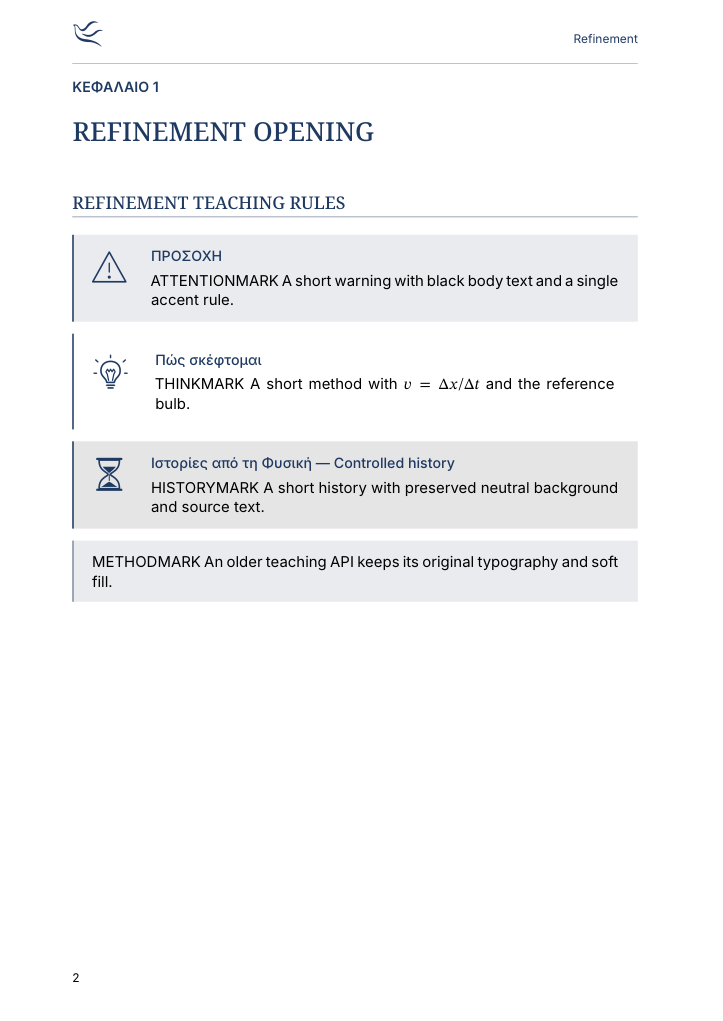 Refinement
ΚΕΦΑΛΑΙΟ 1
REFINEMENT OPENING
REFINEMENT TEACHING RULES
ΠΡΟΣΟΧΗ
ATTENTIONMARK A short warning with black body text and a single
accent rule.
Πώς σκέφτομαι
THINKMARK A short method with υ = Δx/Δt and the reference
bulb.
Ιστορίες από τη Φυσική — Controlled history
HISTORYMARK A short history with preserved neutral background
and source text.
METHODMARK An older teaching API keeps its original typography and soft
fill.
2